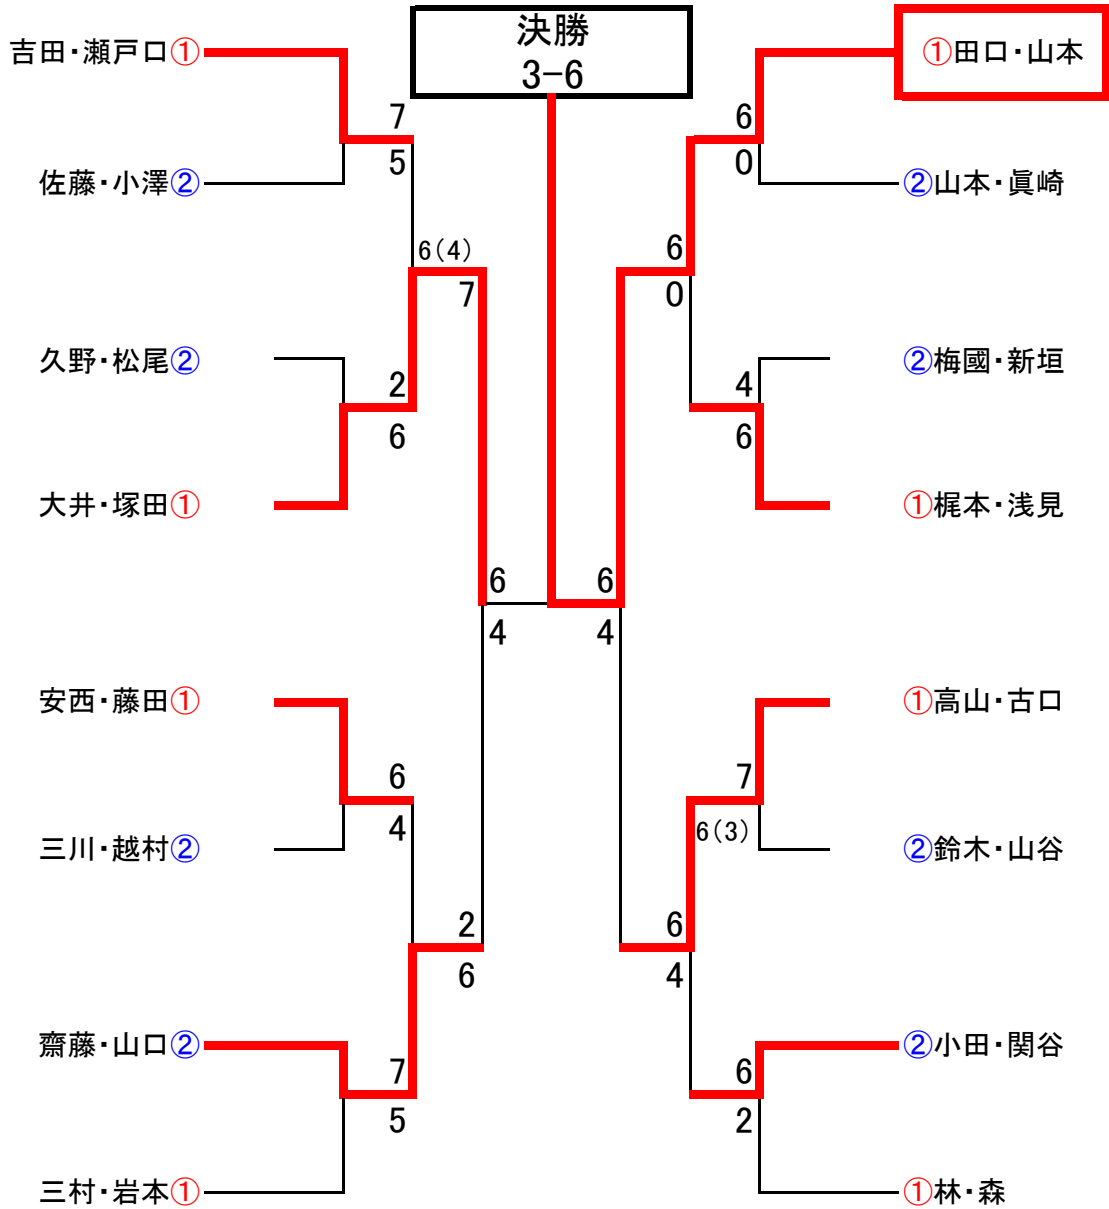 決勝
3-6
吉田・瀬戸口①
①田口・山本
7
6
5
0
佐藤・小澤②
②山本・眞崎
6(4)
6
7
0
久野・松尾②
②梅國・新垣
2
4
6
6
大井・塚田①
①梶本・浅見
6
6
4
4
安西・藤田①
①高山・古口
6
7
4
6(3)
三川・越村②
②鈴木・山谷
2
6
6
4
齋藤・山口②
②小田・関谷
7
6
5
2
三村・岩本①
①林・森